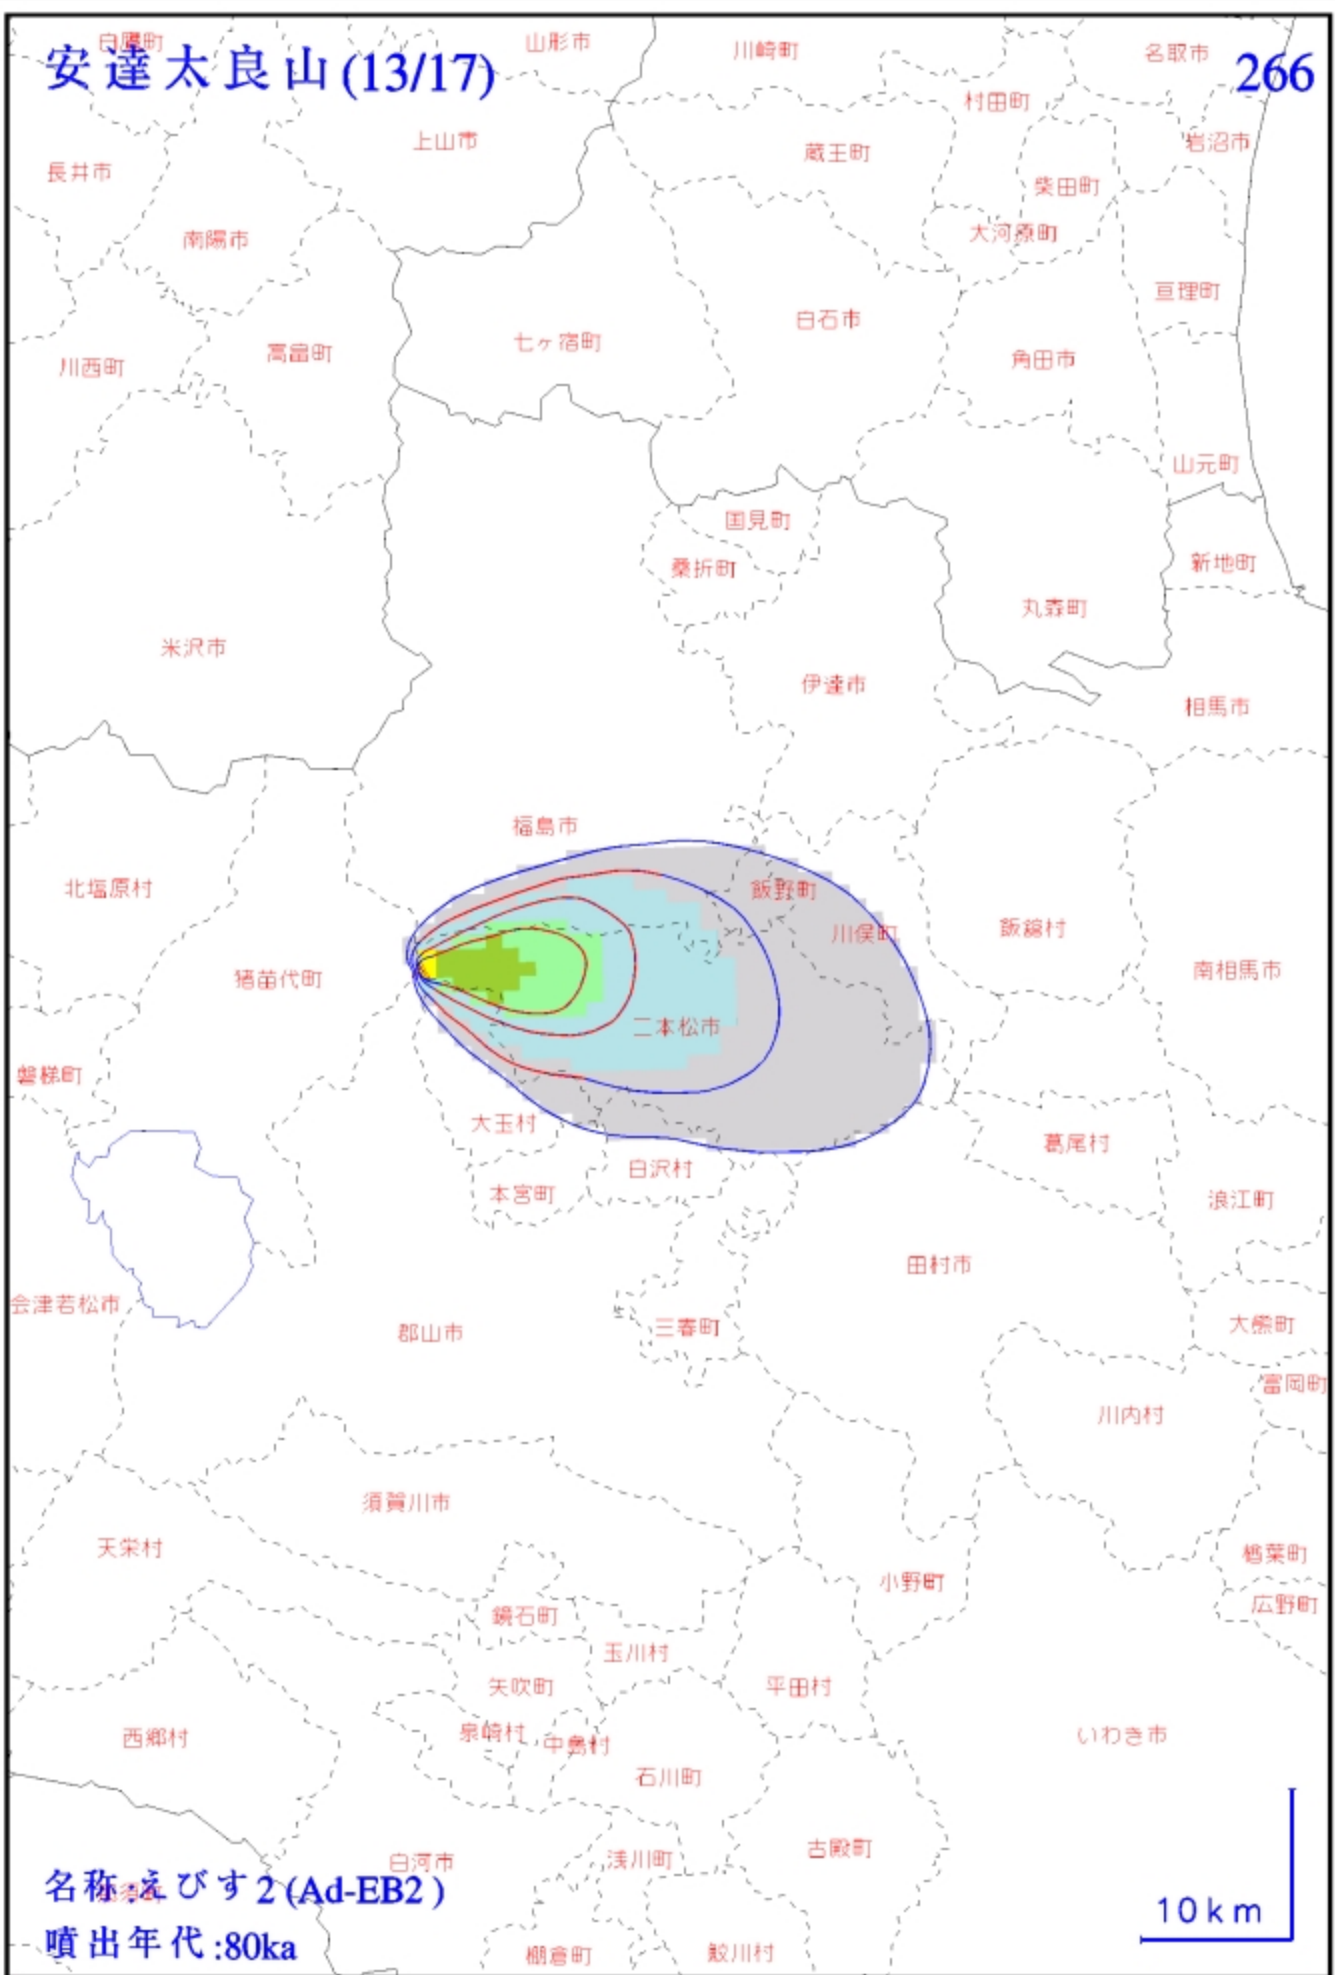 安達太良山(13/17)
266
白鷹町
山形市
川崎町
名取市
村田町
上山市
蔵王町
岩沼市
長井市
柴田町
南陽市
大河原町
亘理町
白石市
七ヶ宿町
高畠町
角田市
川西町
山元町
国見町
桑折町
新地町
丸森町
米沢市
伊達市
相馬市
福島市
北塩原村
飯野町
川俣町
飯舘村
猪苗代町
南相馬市
二本松市
磐梯町
大玉村
葛尾村
白沢村
本宮町
浪江町
田村市
会津若松市
大熊町
郡山市
三春町
富岡町
川内村
須賀川市
天栄村
楢葉町
小野町
広野町
鏡石町
玉川村
矢吹町
平田村
泉崎村
いわき市
西郷村
中島村
石川町
古殿町
白河市
浅川町
名称:えびす2 (Ad-EB2 )
10km
噴出年代:80ka
棚倉町
鮫川村